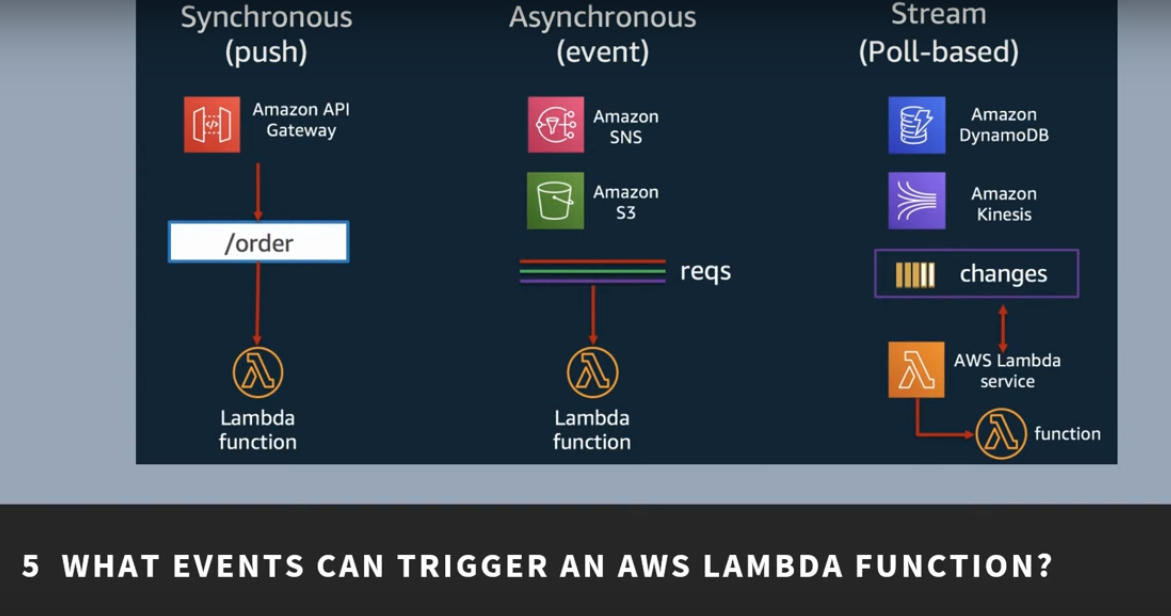 Synchronous
(push)
Amazon API
Gateway
/order
Lambda
function
Asynchronous
(event)
Amazon
SNS
Amazon
S3
reqs
Lambda
function
Stream
(Poll-based)
Amazon
DynamoDB
Amazon
Kinesis
changes
AWS Lambda
service
function
5 WHAT EVENTS CAN TRIGGER AN AWS LAMBDA FUNCTION?